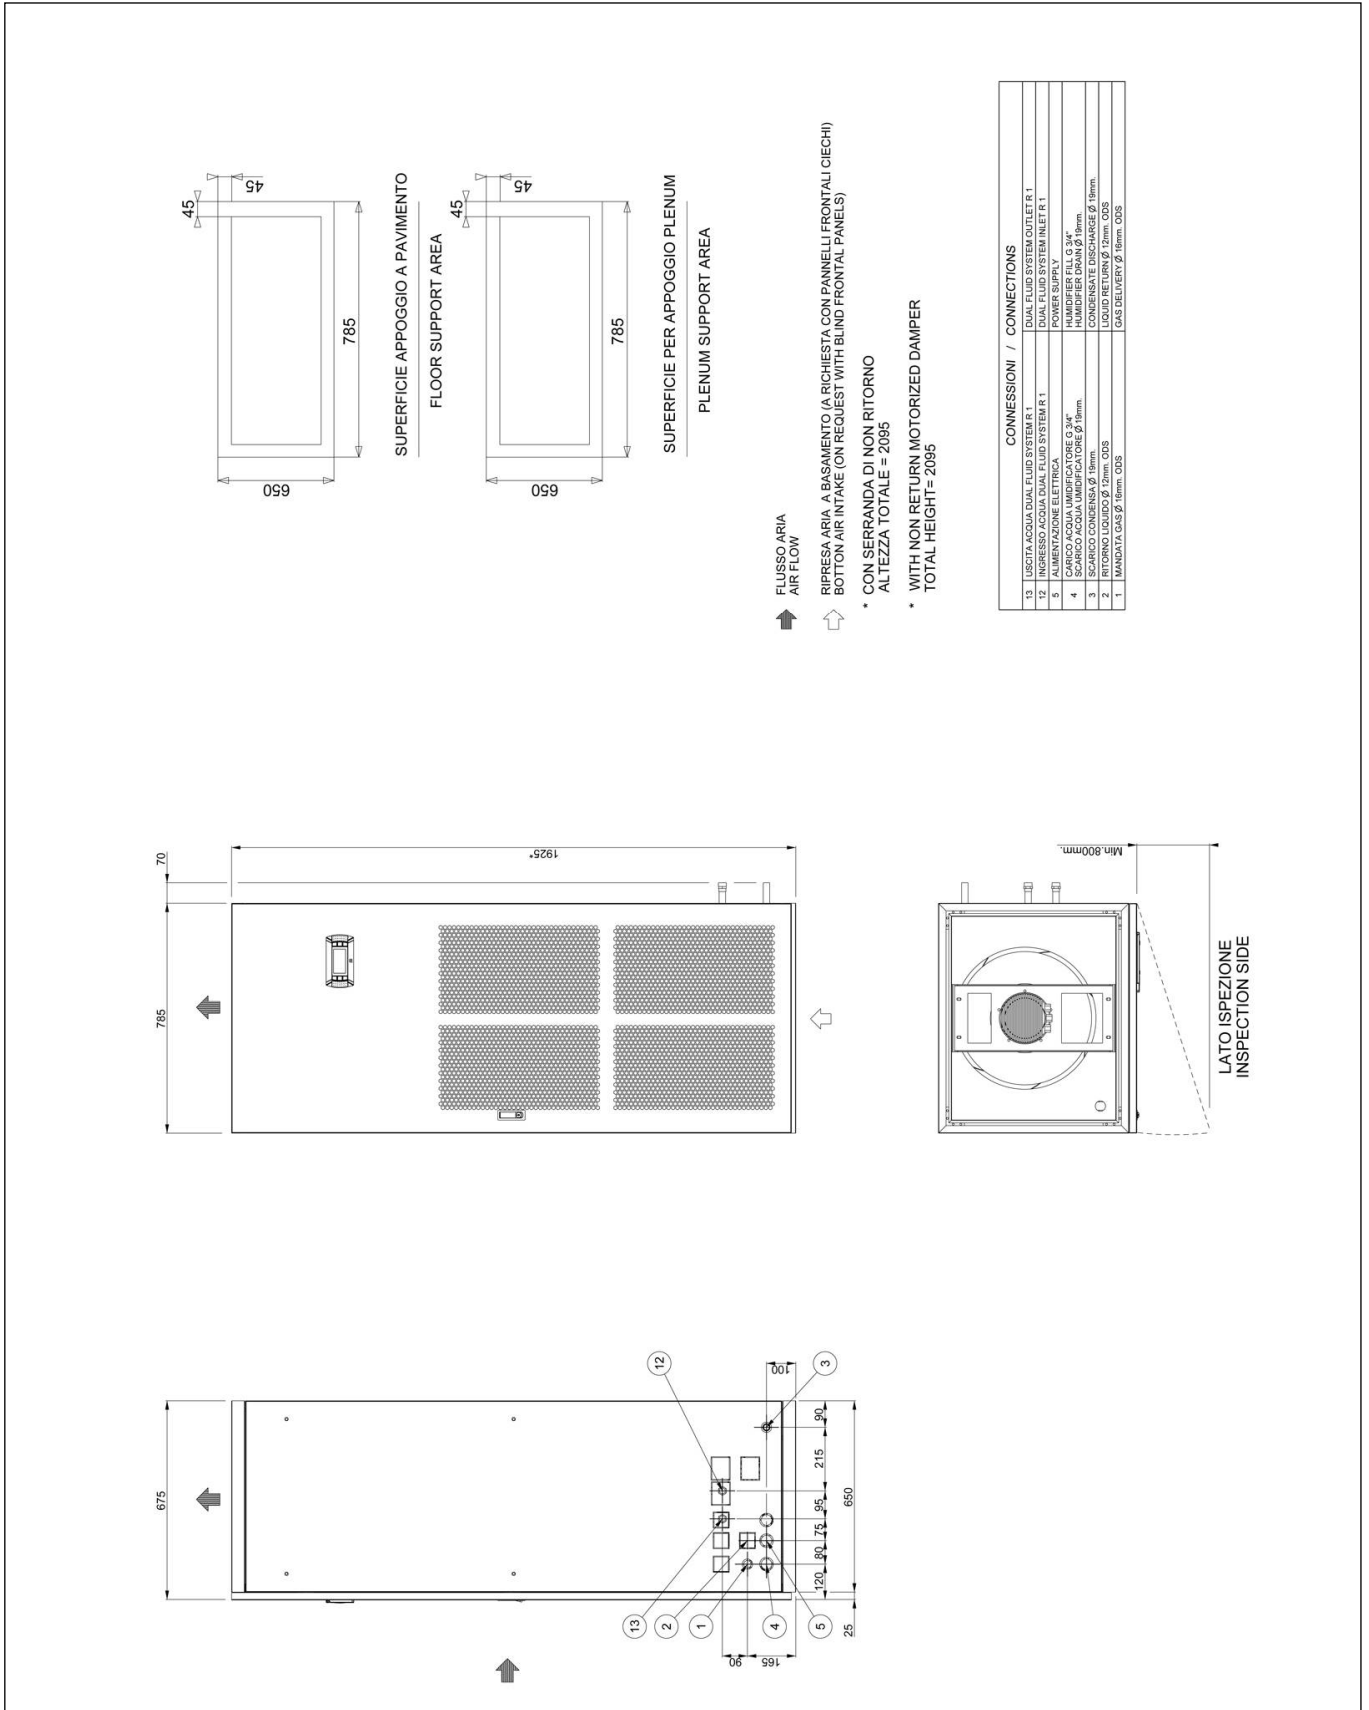 675
25
120
80
75
95
215
90
650
100
90
165
12
3
13
2
1
4
5
785
70
1925*
Min.800mm.
LATO ISPEZIONE
INSPECTION SIDE
45
45
650
785
SUPERFICIE APPOGGIO A PAVIMENTO
FLOOR SUPPORT AREA
45
45
650
785
SUPERFICIE PER APPOGGIO PLENUM
PLENUM SUPPORT AREA
FLUSSO ARIA
AIR FLOW
RIPRESA ARIA A BASAMENTO (A RICHIESTA CON PANNELLI FRONTALI CIECHI)
BOTTON AIR INTAKE (ON REQUEST WITH BLIND FRONTAL PANELS)
* CON SERRANDA DI NON RITORNO
ALTEZZA TOTALE = 2095
* WITH NON RETURN MOTORIZED DAMPER
TOTAL HEIGHT= 2095
CONNESSIONI / CONNECTIONS
13 USCITA ACQUA DUAL FLUID SYSTEM R 1 DUAL FLUID SYSTEM OUTLET R 1
12 INGRESSO ACQUA DUAL FLUID SYSTEM R 1 DUAL FLUID SYSTEM INLET R 1
5 ALIMENTAZIONE ELETTRICA POWER SUPPLY
4 CARICO ACQUA UMIDIFICATORE G 3/4" HUMIDIFIER FILL G 3/4"
SCARICO ACQUA UMIDIFICATORE Ø 19mm. HUMIDIFIER DRAIN Ø 19mm.
3 SCARICO CONDENSA Ø 19mm. CONDENSATE DISCHARGE Ø 19mm.
2 RITORNO LIQUIDO Ø 12mm. ODS LIQUID RETURN Ø 12mm. ODS
1 MANDATA GAS Ø 16mm. ODS GAS DELIVERY Ø 16mm. ODS